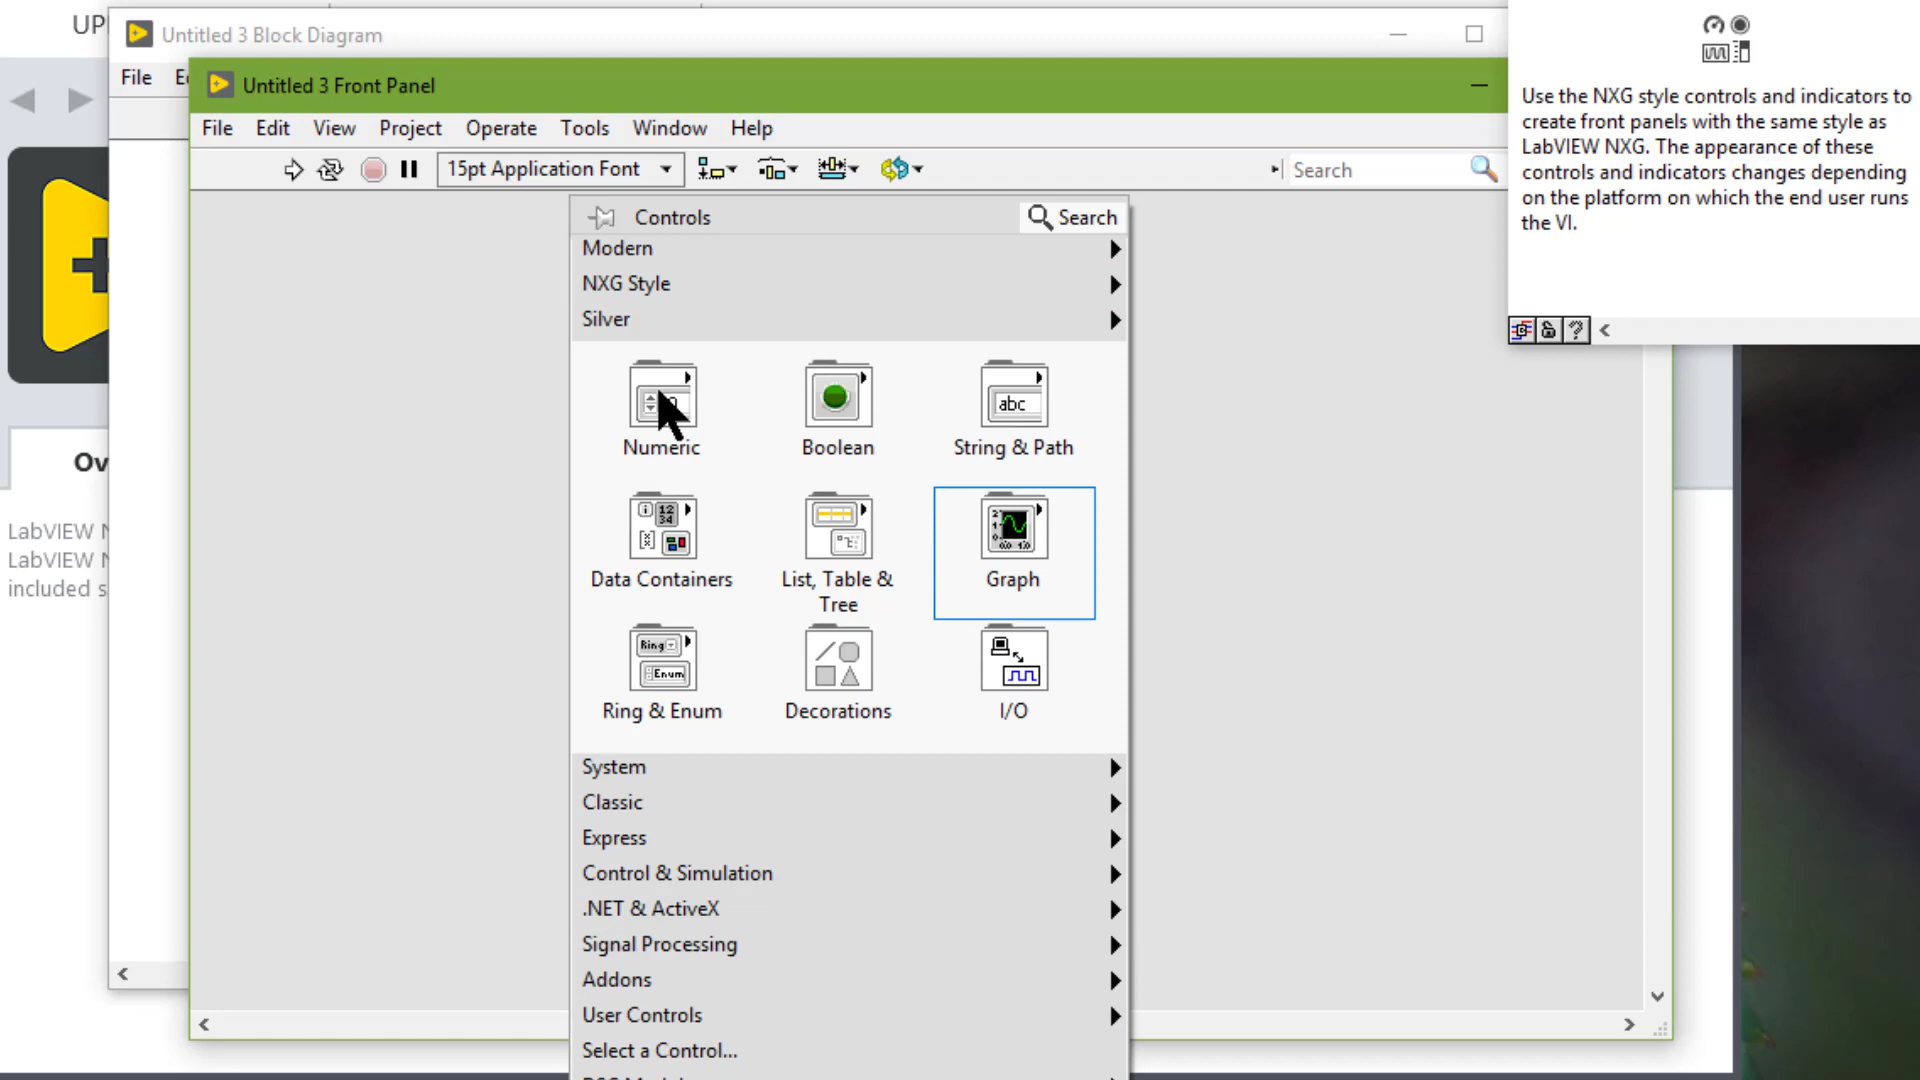 UP
Untitled 3 Block Diagram
File
Untitled 3 Front Panel
File Edit View Project Operate Tools Window Help
15pt Application Font
Search
Controls
Search
Modern
NXG Style
Silver
Numeric
Boolean
abc
String & Path
12
34
Data Containers
List, Table &
Tree
Graph
Ring
Enum
Ring & Enum
Decorations
I/O
System
Classic
Express
Control & Simulation
.NET & ActiveX
Signal Processing
Addons
User Controls
Select a Control...
Use the NXG style controls and indicators to
create front panels with the same style as
LabVIEW NXG. The appearance of these
controls and indicators changes depending
on the platform on which the end user runs
the VI.
Ov
LabVIEW N
LabVIEW N
included s